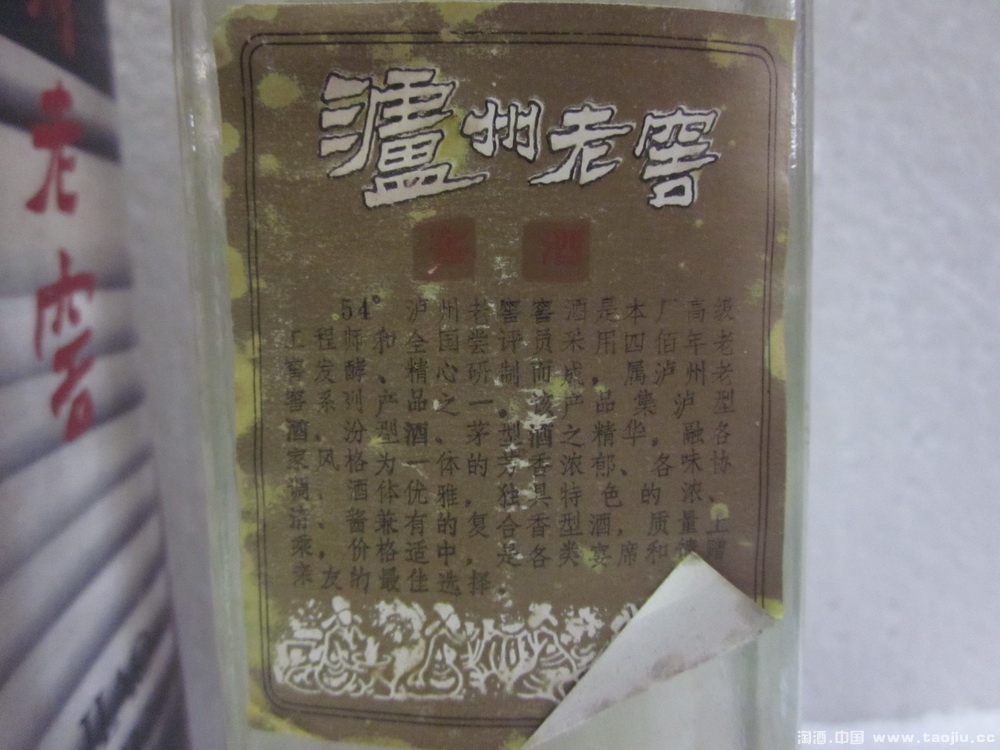 泸州老窖
窖 酒
54°泸州老窖窖酒是本厂高级
工程师和全国尝评员采用四佰年老
窖发酵、精心研制而成，属泸州老
窖系列产品之一。该产品集泸型
酒、汾型酒、茅型酒之精华，融各
家风格为一体的芳香浓郁、各味协
调、酒体优雅，独具特色的浓、
清、酱兼有的复合香型酒，质量上
乘，价格适中，是各类宴席和馈赠
亲友的最佳选择。
老窖
淘酒.中国 www.taojiu.cc